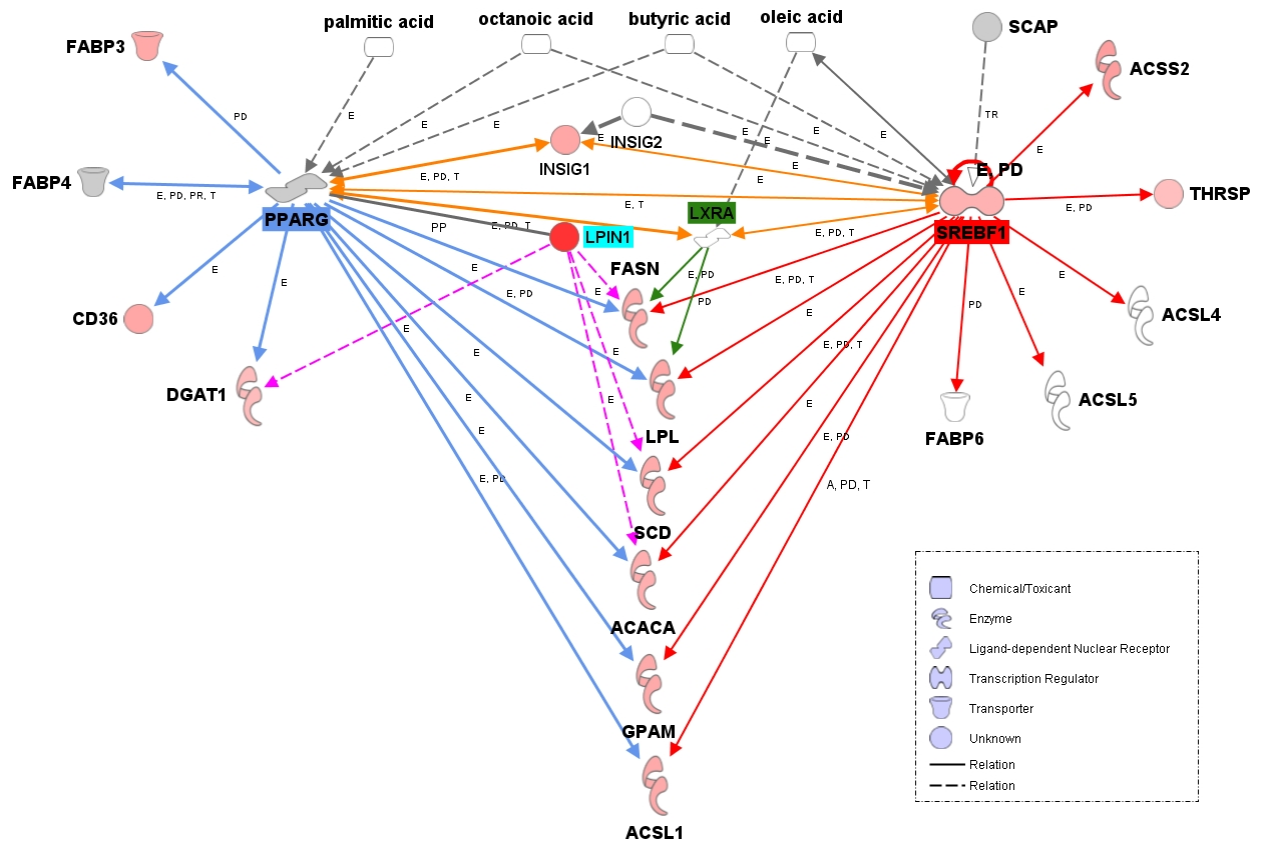 palmitic acid
octanoic acid
butyric acid
oleic acid
SCAP
FABP3
ACSS2
PD
E
E
E
E
E
E
E
TR
E
INSIG2
INSIG1
E
E
E
E, PD
FABP4
E, PD, PR, T
E, PD, T
THRSP
E, PD
E, T
LXRA
PPARG
PP
E, PD, T
LPIN1
E, PD, T
SREBF1
FASN
E
E
E, PD
E, PD, T
E
E
E
E, PD
PD
PD
E
CD36
E
E, PD, T
ACSL4
E
E
E
DGAT1
E
E
E
ACSL5
FABP6
E
LPL
E, PD
E, PD
A, PD, T
SCD
ACACA
GPAM
ACSL1
Chemical/Toxicant
Enzyme
Ligand-dependent Nuclear Receptor
Transcription Regulator
Transporter
Unknown
Relation
Relation